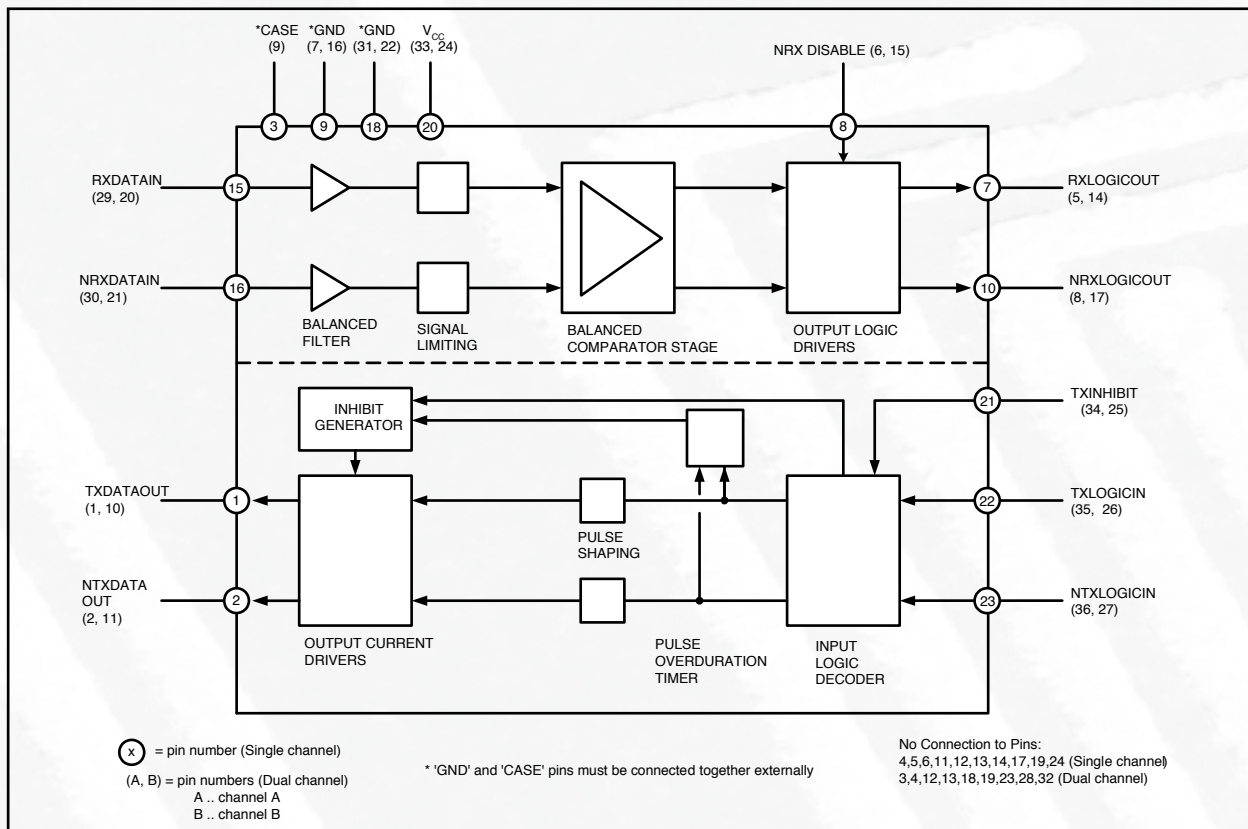 *CASE
(9)
*GND
(7, 16)
*GND
(31, 22)
VCC
(33, 24)
NRX DISABLE (6, 15)
3
9
18
20
8
RXDATAIN
(29, 20)
15
7
RXLOGICOUT
(5, 14)
NRXDATAIN
(30, 21)
16
10
NRXLOGICOUT
(8, 17)
BALANCED
FILTER
SIGNAL
LIMITING
BALANCED
COMPARATOR STAGE
OUTPUT LOGIC
DRIVERS
INHIBIT
GENERATOR
21
TXINHIBIT
(34, 25)
TXDATAOUT
(1, 10)
1
22
TXLOGICIN
(35, 26)
PULSE
SHAPING
NTXDATA
OUT
(2, 11)
2
23
NTXLOGICIN
(36, 27)
OUTPUT CURRENT
DRIVERS
PULSE
OVERDURATION
TIMER
INPUT
LOGIC
DECODER
x = pin number (Single channel)
(A, B) = pin numbers (Dual channel)
A .. channel A
B .. channel B
* 'GND' and 'CASE' pins must be connected together externally
No Connection to Pins:
4,5,6,11,12,13,14,17,19,24 (Single channel)
3,4,12,13,18,19,23,28,32 (Dual channel)